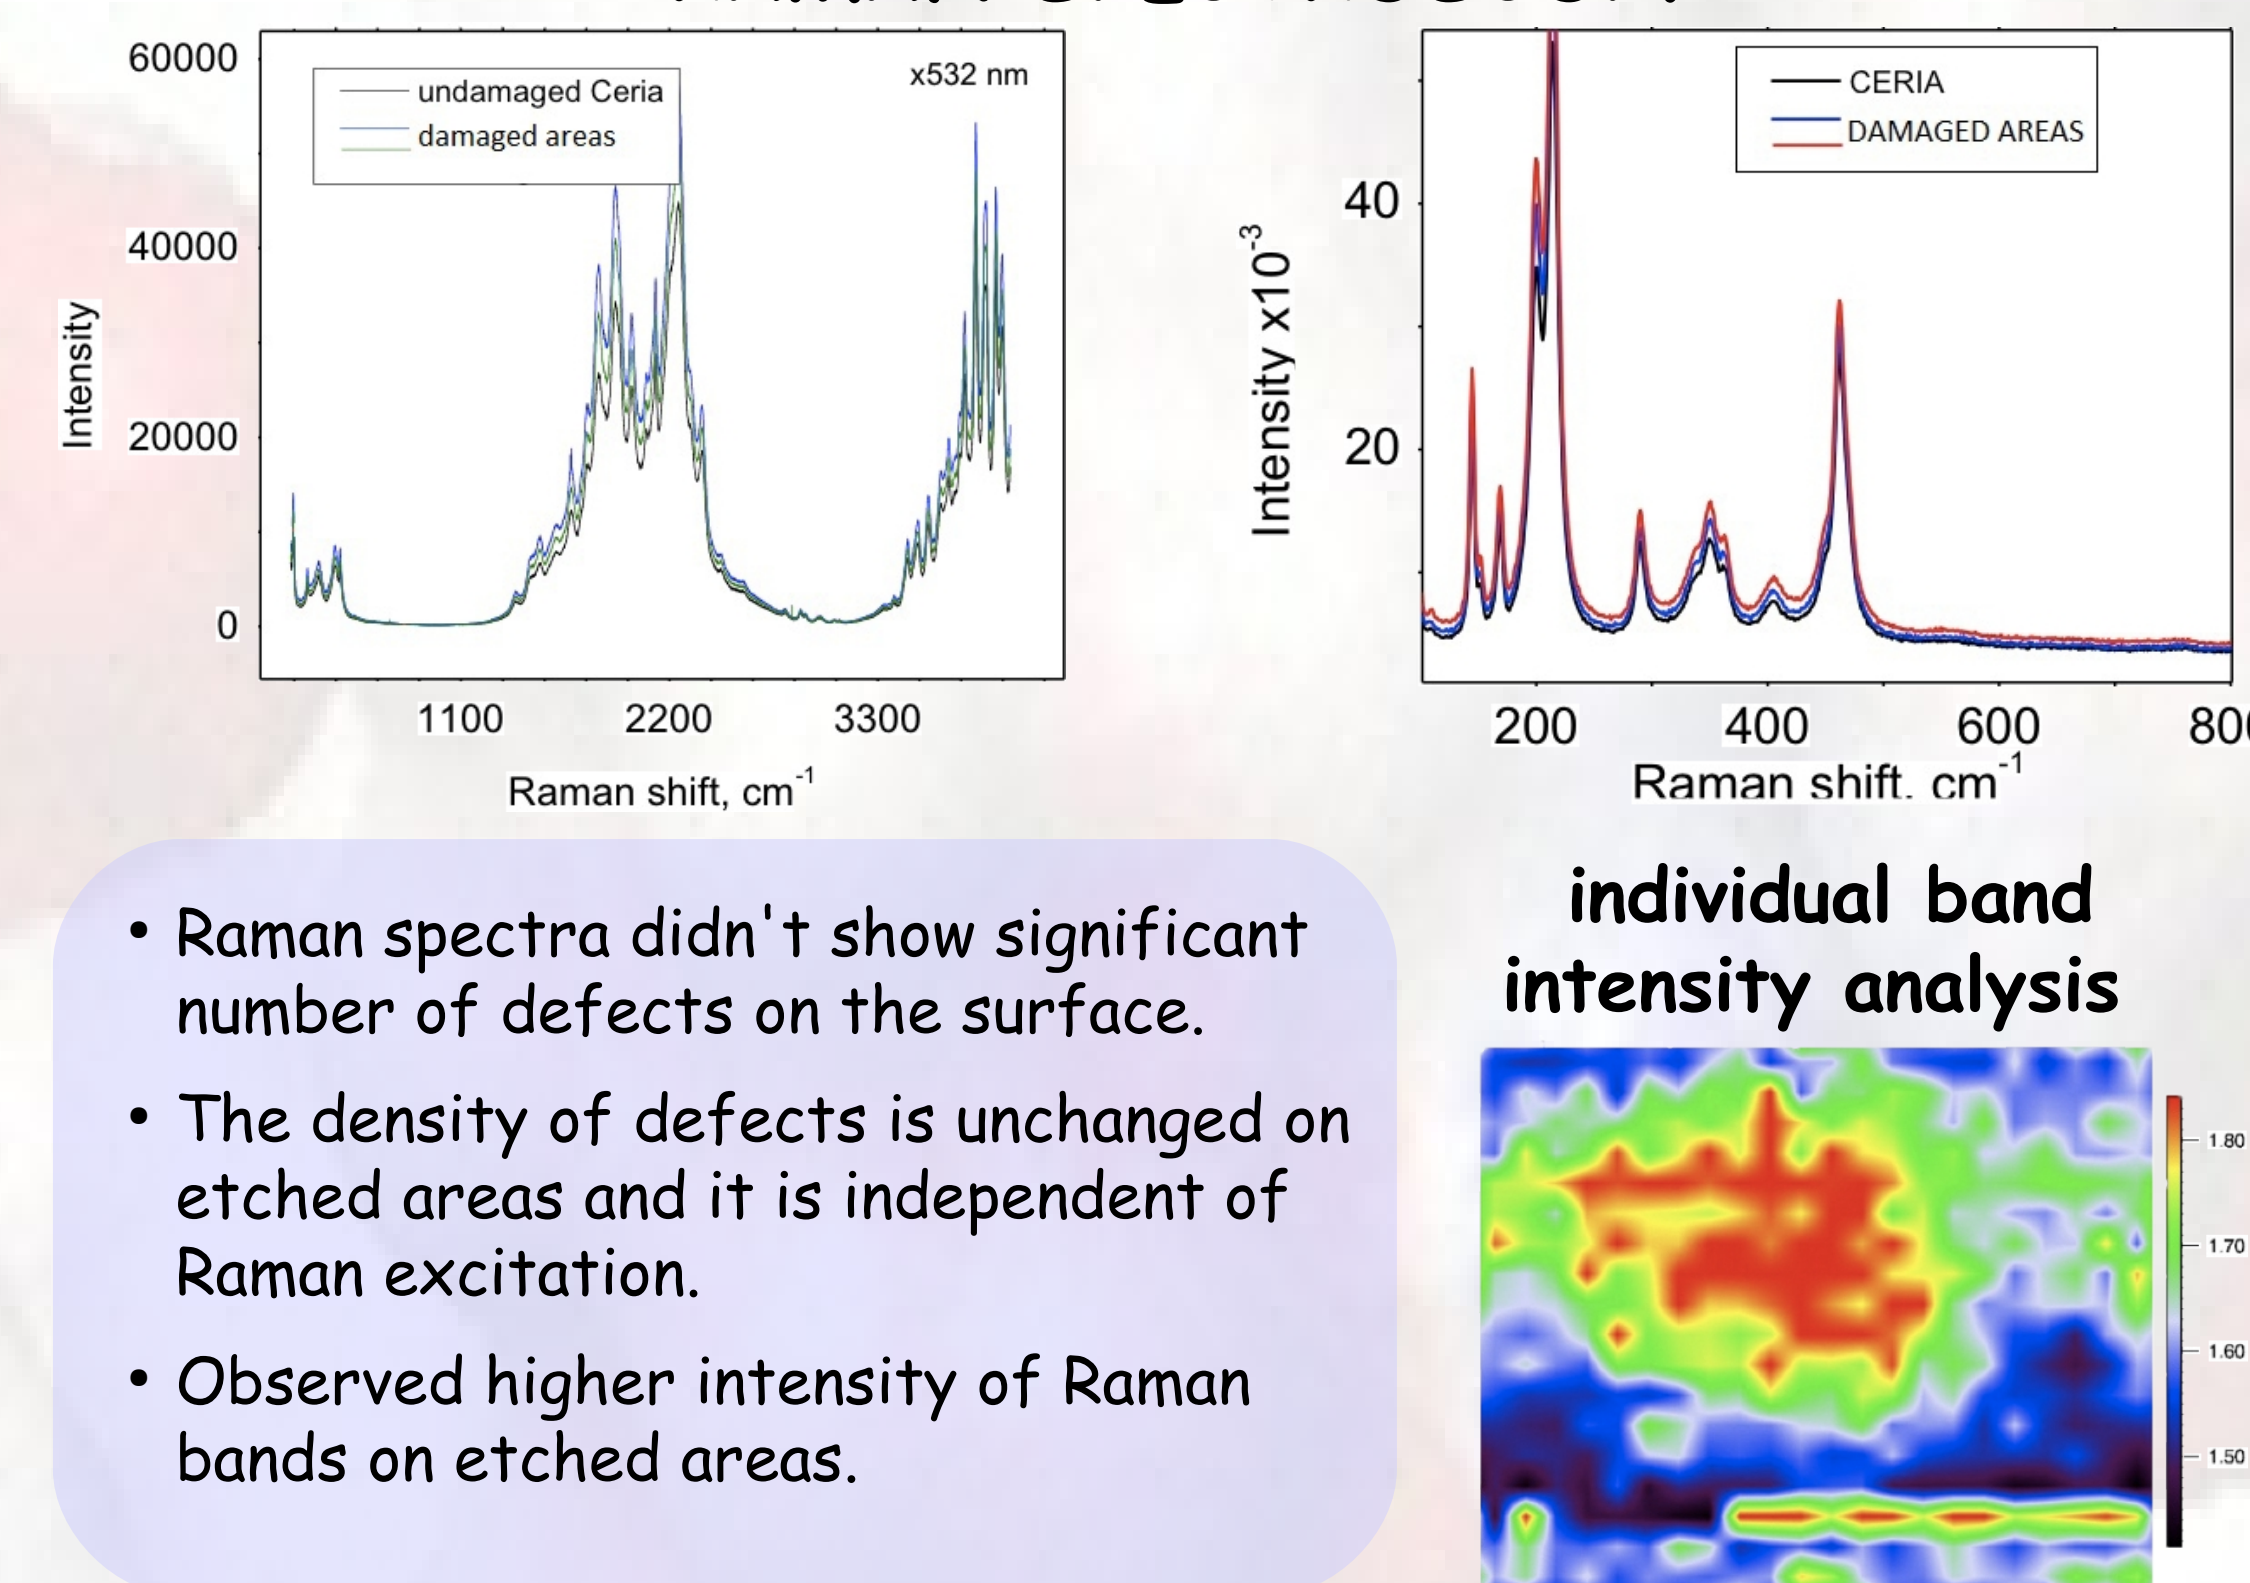 60000
40000
20000
0
Intensity
undamaged Ceria
damaged areas
x532 nm
1100 2200 3300
Raman shift, cm-1
40
20
Intensity x10-3
CERIA
DAMAGED AREAS
200 400 600
Raman shift, cm-1
• Raman spectra didn't show significant
number of defects on the surface.
• The density of defects is unchanged on
etched areas and it is independent of
Raman excitation.
• Observed higher intensity of Raman
bands on etched areas.
individual band
intensity analysis
1.80
1.70
1.60
1.50